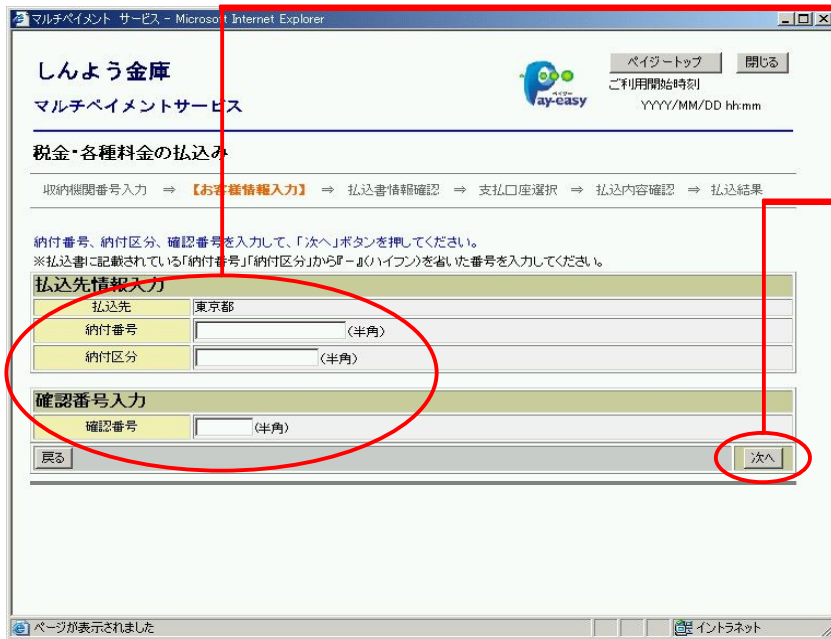 マルチペイメント サービス - Microsoft Internet Explorer
しんよう金庫
マルチペイメントサービス
ペイジー
Pay-easy
ペイジートップ
閉じる
ご利用開始時刻
YYYY/MM/DD hh:mm
税金・各種料金の払込み
収納機関番号入力 ⇒ 【お客様情報入力】 ⇒ 払込書情報確認 ⇒ 支払口座選択 ⇒ 払込内容確認 ⇒ 払込結果
納付番号、納付区分、確認番号を入力して、「次へ」ボタンを押してください。
※払込書に記載されている「納付番号」「納付区分」から『-』(ハイフン)を省いた番号を入力してください。
払込先情報入力
払込先 東京都
納付番号 (半角)
納付区分 (半角)
確認番号入力
確認番号 (半角)
戻る 次へ
ページが表示されました イントラネット